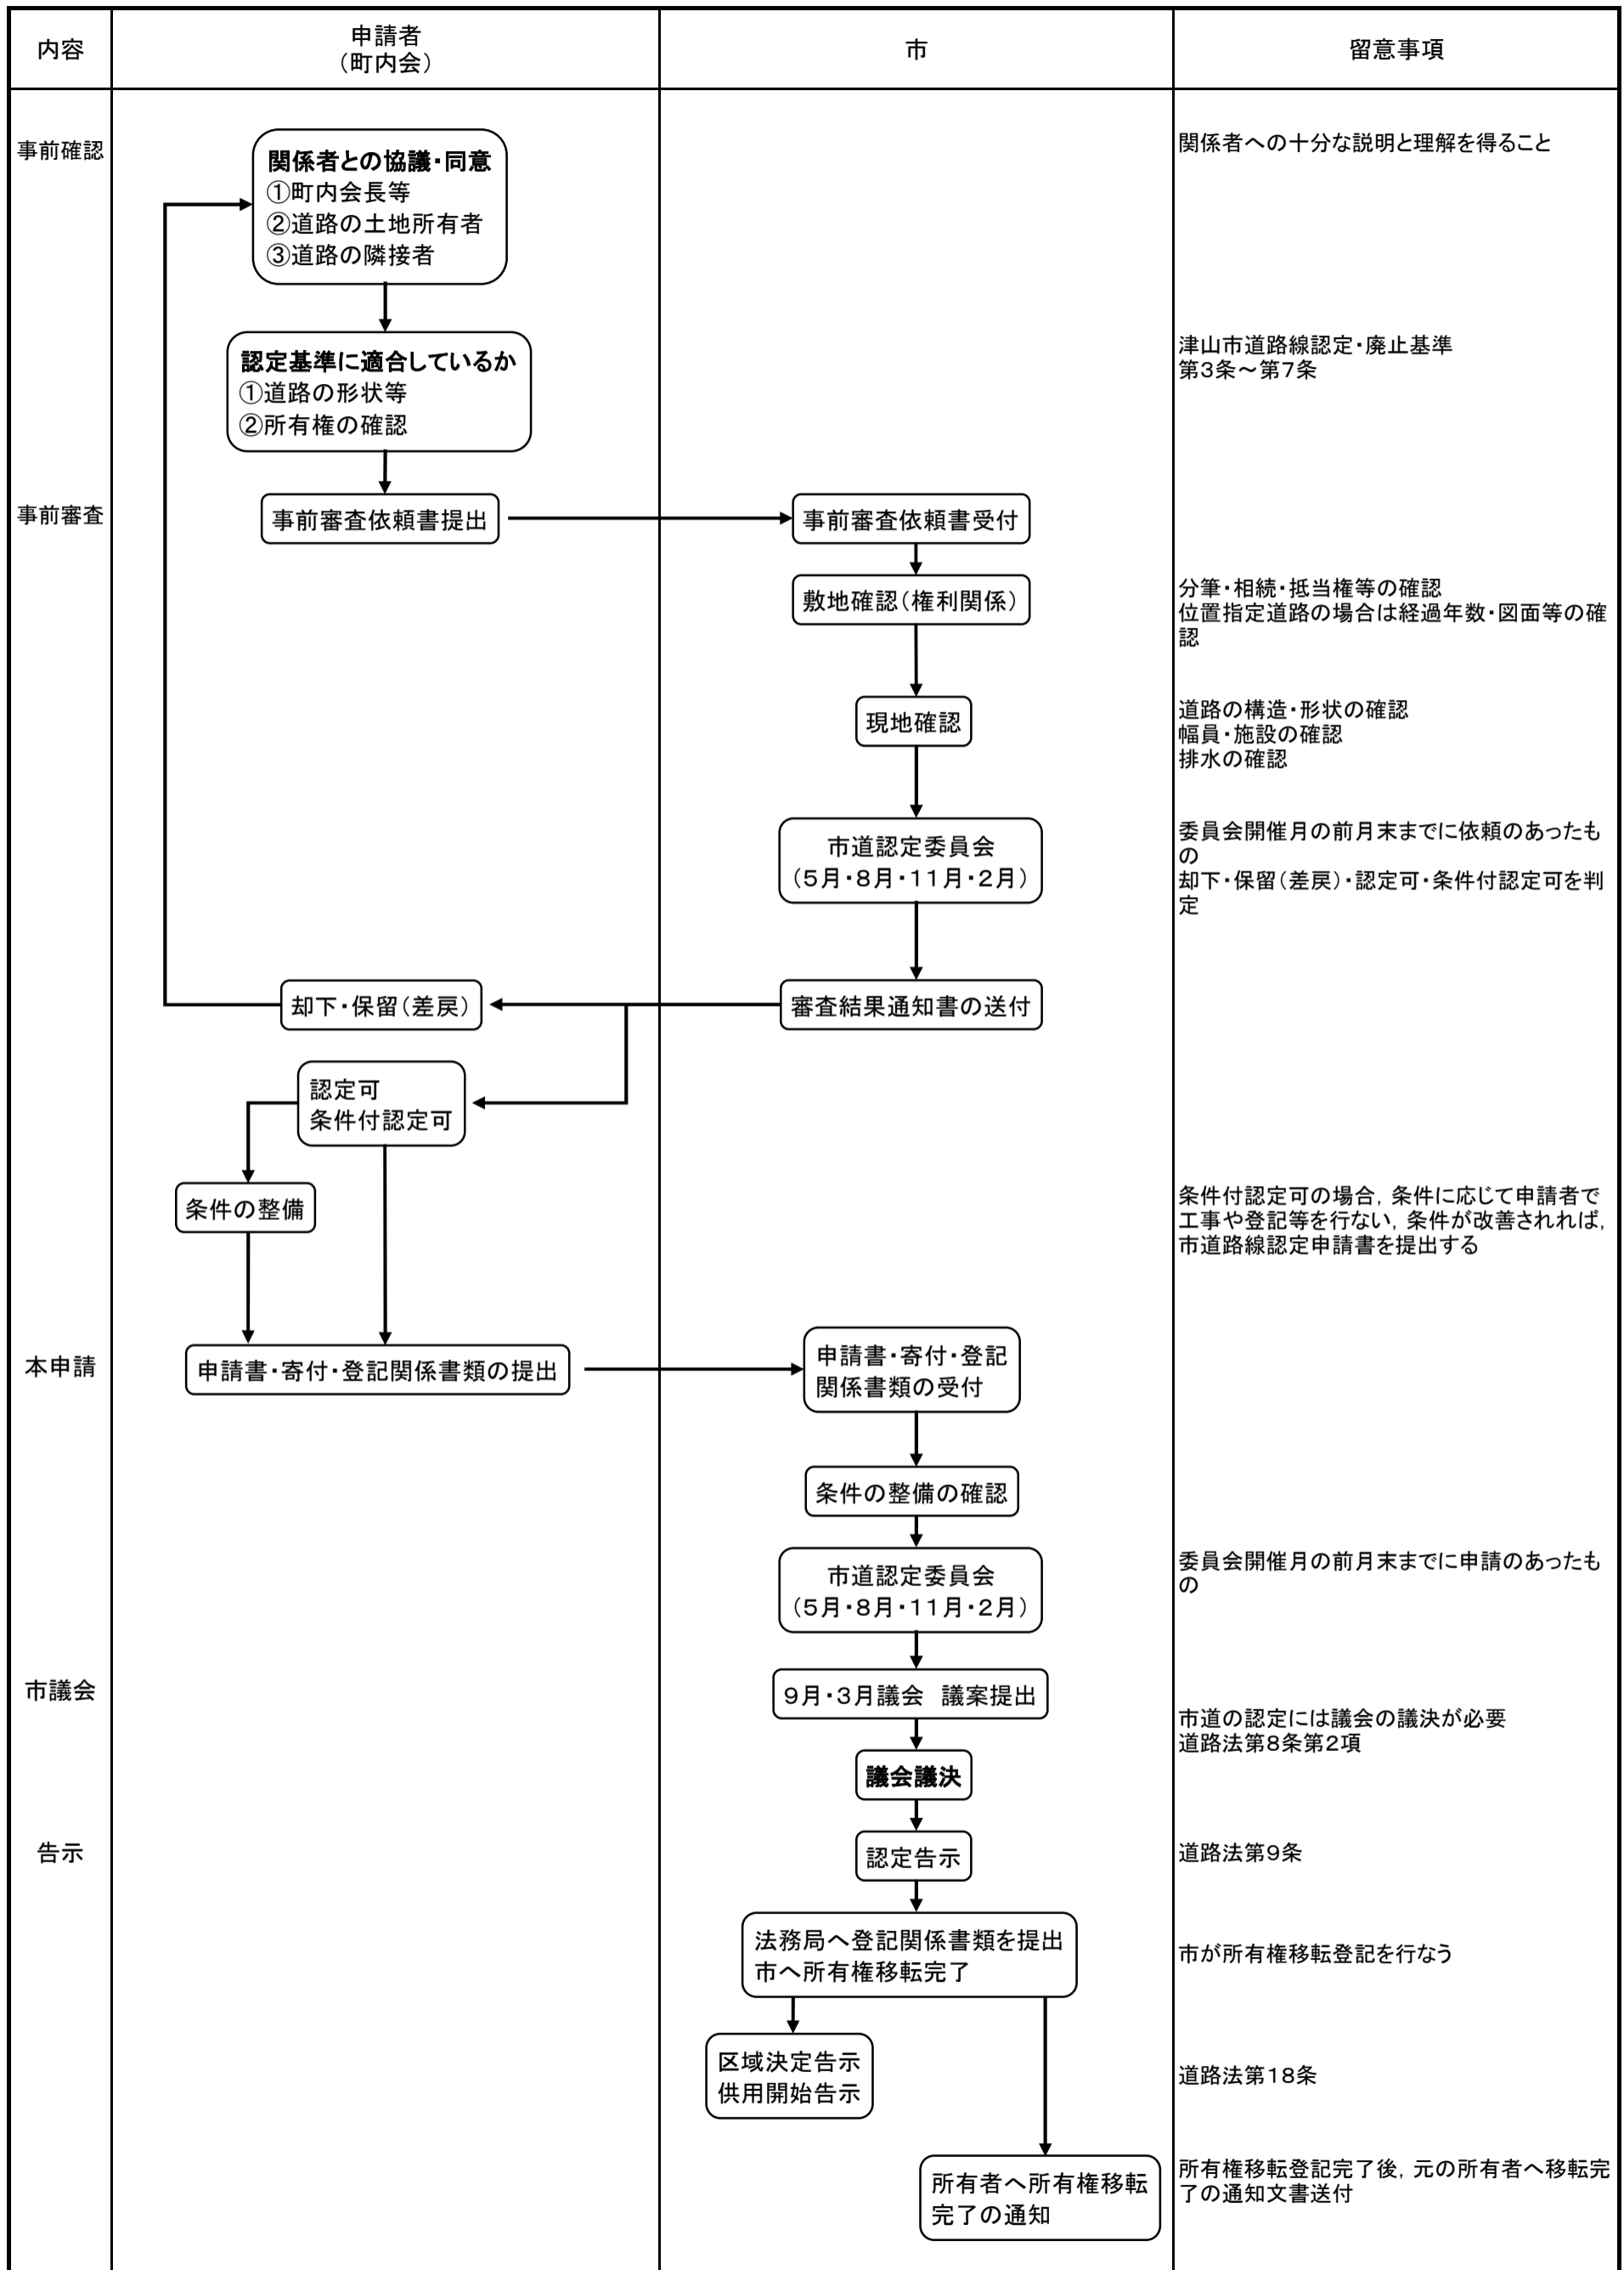 内容
申請者
（町内会）
市
留意事項
事前確認
関係者との協議・同意
①町内会長等
②道路の土地所有者
③道路の隣接者
関係者への十分な説明と理解を得ること
認定基準に適合しているか
①道路の形状等
②所有権の確認
津山市道路線認定・廃止基準
第３条～第７条
事前審査
事前審査依頼書提出
事前審査依頼書受付
敷地確認（権利関係）
分筆・相続・抵当権等の確認
位置指定道路の場合は経過年数・図面等の確
認
現地確認
道路の構造・形状の確認
幅員・施設の確認
排水の確認
市道認定委員会
（５月・８月・１１月・２月）
委員会開催月の前月末までに依頼のあったも
の
却下・保留（差戻）・認定可・条件付認定可を判
定
却下・保留（差戻）
審査結果通知書の送付
認定可
条件付認定可
条件の整備
条件付認定可の場合，条件に応じて申請者で
工事や登記等を行ない，条件が改善されれば，
市道路線認定申請書を提出する
本申請
申請書・寄付・登記関係書類の提出
申請書・寄付・登記
関係書類の受付
条件の整備の確認
市道認定委員会
（５月・８月・１１月・２月）
委員会開催月の前月末までに申請のあったも
の
市議会
９月・３月議会　議案提出
市道の認定には議会の議決が必要
道路法第８条第２項
議会議決
告示
認定告示
道路法第９条
法務局へ登記関係書類を提出
市へ所有権移転完了
市が所有権移転登記を行なう
区域決定告示
供用開始告示
道路法第１８条
所有者へ所有権移転
完了の通知
所有権移転登記完了後，元の所有者へ移転完
了の通知文書送付